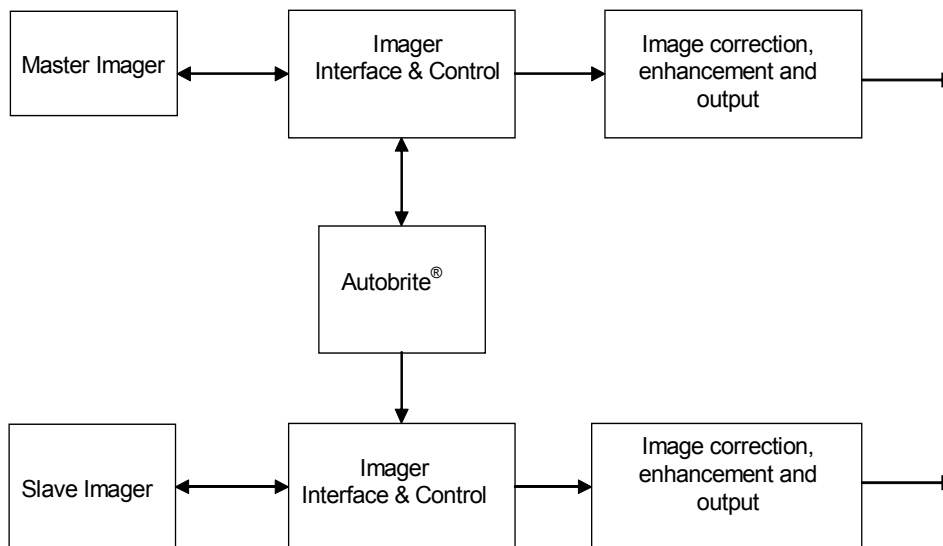 Master Imager
Imager
Interface & Control
Image correction,
enhancement and
output
Autobrite®
Slave Imager
Imager
Interface & Control
Image correction,
enhancement and
output